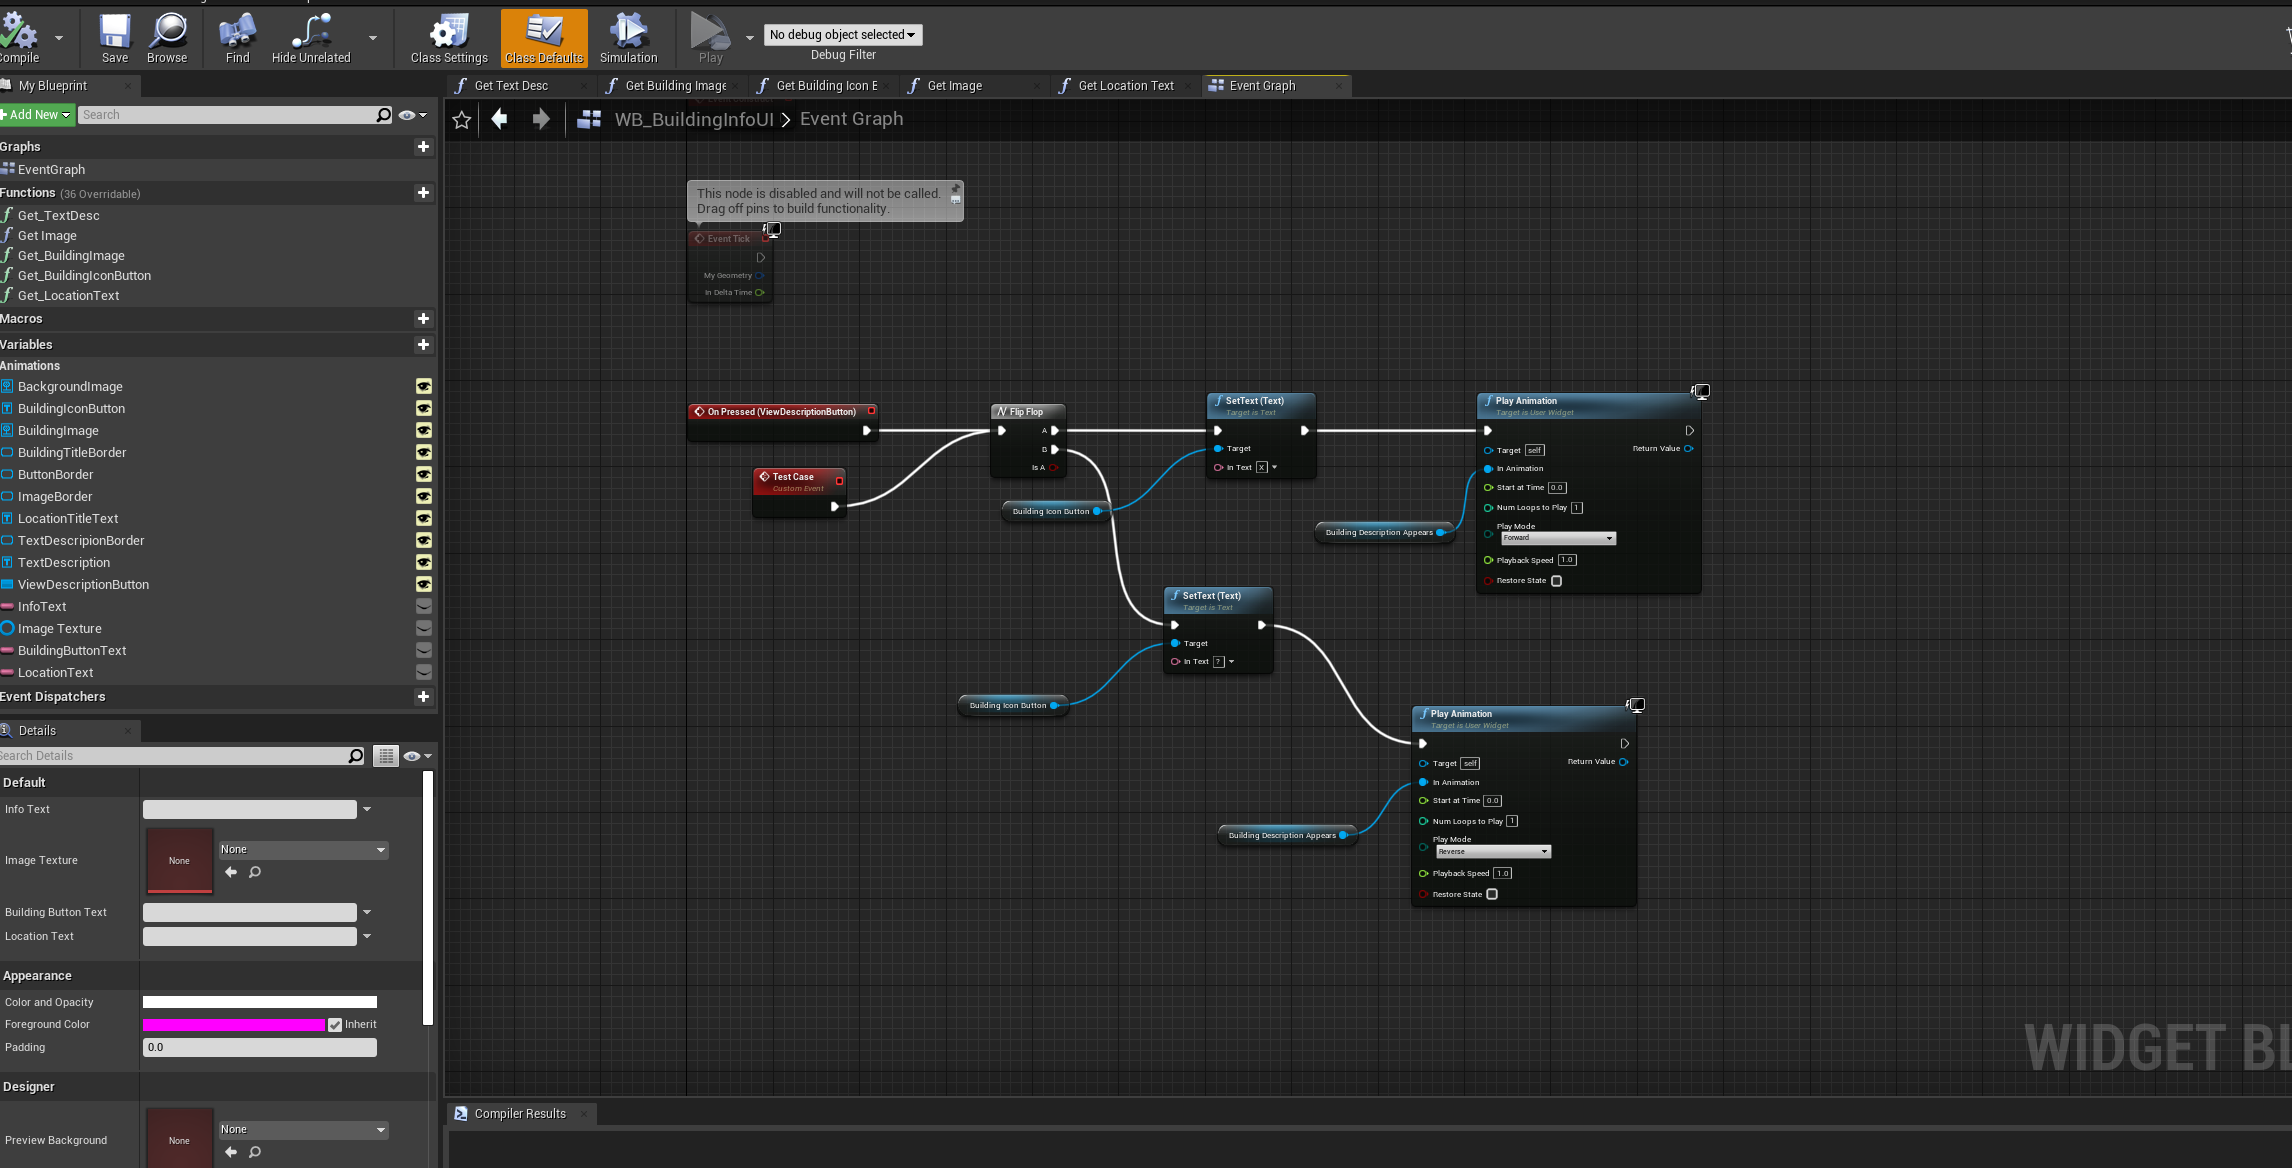 Compile
Save
Browse
Find
Hide Unrelated
Class Settings
Class Defaults
Simulation
Play
No debug object selected
Debug Filter
My Blueprint
Get Text Desc
Get Building Image
Get Building Icon B
Get Image
Get Location Text
Event Graph
Add New
Search
WB_BuildingInfoUI > Event Graph
Graphs
EventGraph
Functions (36 Overridable)
Get_TextDesc
Get Image
Get_BuildingImage
Get_BuildingIconButton
Get_LocationText
Macros
Variables
Animations
BackgroundImage
BuildingIconButton
BuildingImage
BuildingTitleBorder
ButtonBorder
ImageBorder
LocationTitleText
TextDescripionBorder
TextDescription
ViewDescriptionButton
InfoText
Image Texture
BuildingButtonText
LocationText
Event Dispatchers
Details
Search Details
Default
Info Text
Image Texture
None
None
Building Button Text
Location Text
Appearance
Color and Opacity
Foreground Color
Inherit
Padding
0.0
Designer
Preview Background
None
None
This node is disabled and will not be called.
Drag off pins to build functionality.
Event Tick
My Geometry
In Delta Time
On Pressed (ViewDescriptionButton)
Test Case
Custom Event
Flip Flop
A
B
Is A
Building Icon Button
SetText (Text)
Target is Text
Target
In Text X
Building Description Appears
Play Animation
Target is User Widget
Target self
Return Value
In Animation
Start at Time 0.0
Num Loops to Play 1
Play Mode
Forward
Playback Speed 1.0
Restore State
SetText (Text)
Target is Text
Target
In Text ?
Building Icon Button
Play Animation
Target is User Widget
Target self
Return Value
In Animation
Start at Time 0.0
Num Loops to Play 1
Play Mode
Reverse
Playback Speed 1.0
Restore State
Building Description Appears
WIDGET BL
Compiler Results